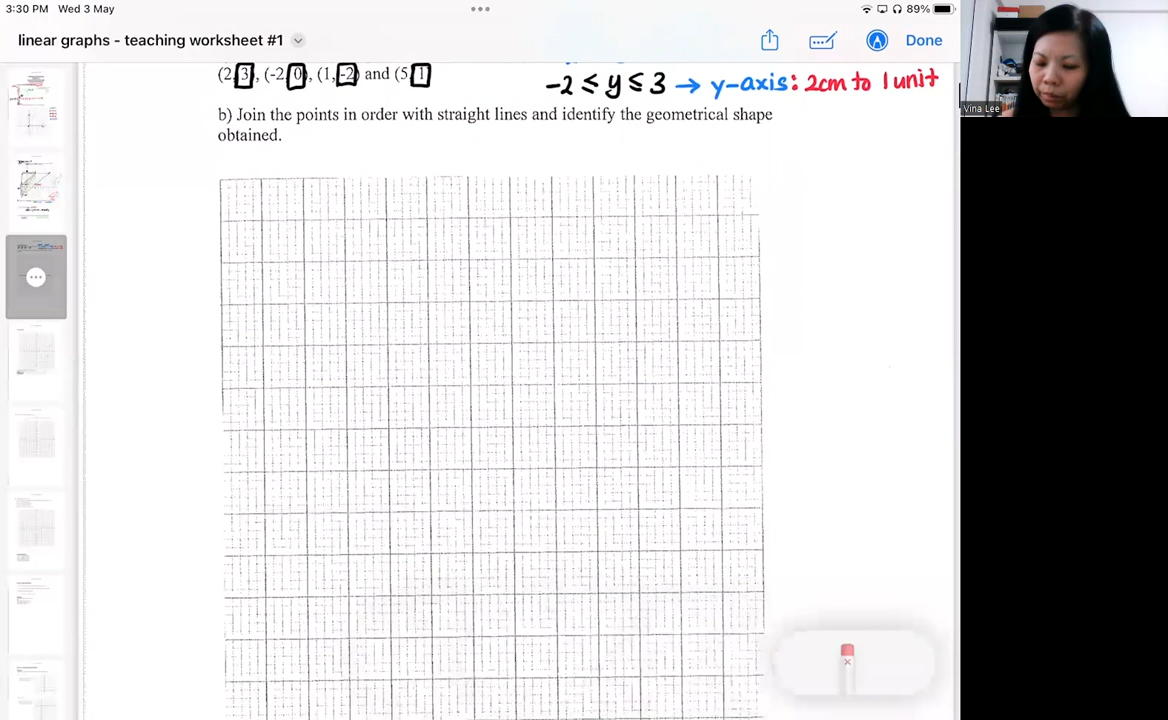 3:30 PM Wed 3 May
89%
linear graphs - teaching worksheet #1
Done
(2, 3), (-2, 0), (1, -2) and (5, 1)
-2 ≤ y ≤ 3 → y-axis: 2cm to 1 unit
Vina Lee
b) Join the points in order with straight lines and identify the geometrical shape
obtained.